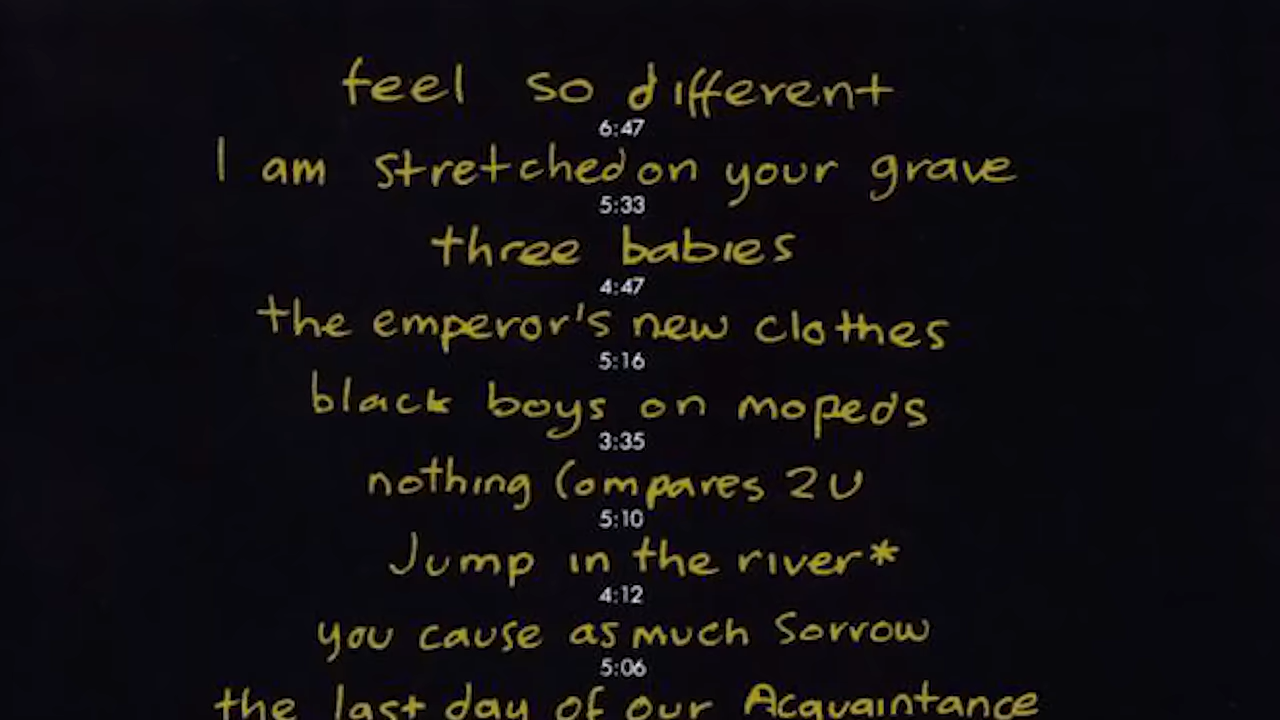 feel so different
6:47
I am stretched on your grave
5:33
three babies
4:47
the emperor's new clothes
5:16
black boys on mopeds
3:35
nothing Compares 2U
5:10
Jump in the river*
4:12
you cause as much Sorrow
5:06
the last day of our Acquaintance